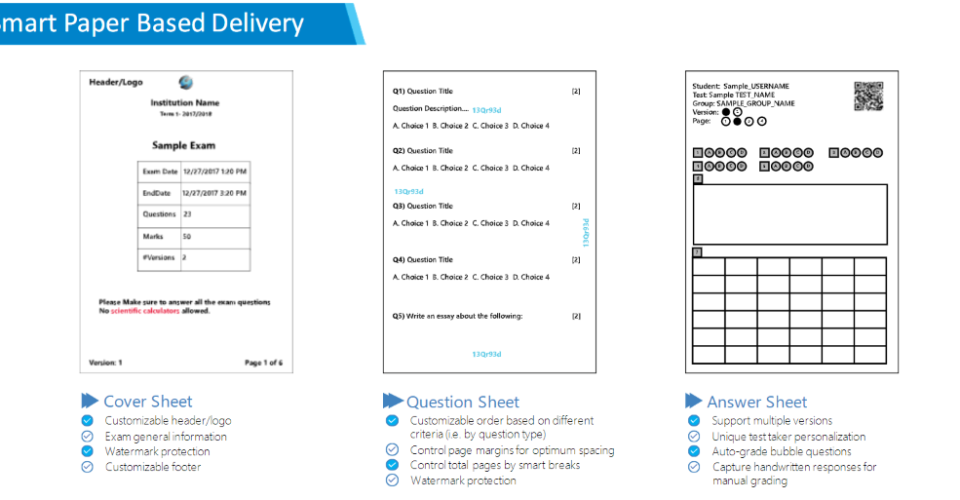 Smart Paper Based Delivery
Header/Logo
Institution Name
Term 1- 2017/2018
Sample Exam
Exam Date 12/27/2017 1:20 PM
EndDate 12/27/2017 3:20 PM
Questions 23
Marks 50
#Versions 2
Please Make sure to answer all the exam questions
No scientific calculators allowed.
Version: 1 Page 1 of 6
Cover Sheet
Customizable header/logo
Exam general information
Watermark protection
Customizable footer
Q1) Question Title [2]
Question Description.... 13Qr93d
A. Choice 1 B. Choice 2 C. Choice 3 D. Choice 4
Q2) Question Title [2]
A. Choice 1 B. Choice 2 C. Choice 3 D. Choice 4
13Qr93d
Q3) Question Title [2]
A. Choice 1 B. Choice 2 C. Choice 3 D. Choice 4
13Qr93d
Q4) Question Title [2]
A. Choice 1 B. Choice 2 C. Choice 3 D. Choice 4
Q5) Write an essay about the following: [2]
13Qr93d
Question Sheet
Customizable order based on different
criteria (i.e. by question type)
Control page margins for optimum spacing
Control total pages by smart breaks
Watermark protection
Student: Sample_USERNAME
Test: Sample TEST_NAME
Group: SAMPLE_GROUP_NAME
Version:
Page:
A B C D A B C D A B C D
A B C D A B C D
Answer Sheet
Support multiple versions
Unique test taker personalization
Auto-grade bubble questions
Capture handwritten responses for
manual grading